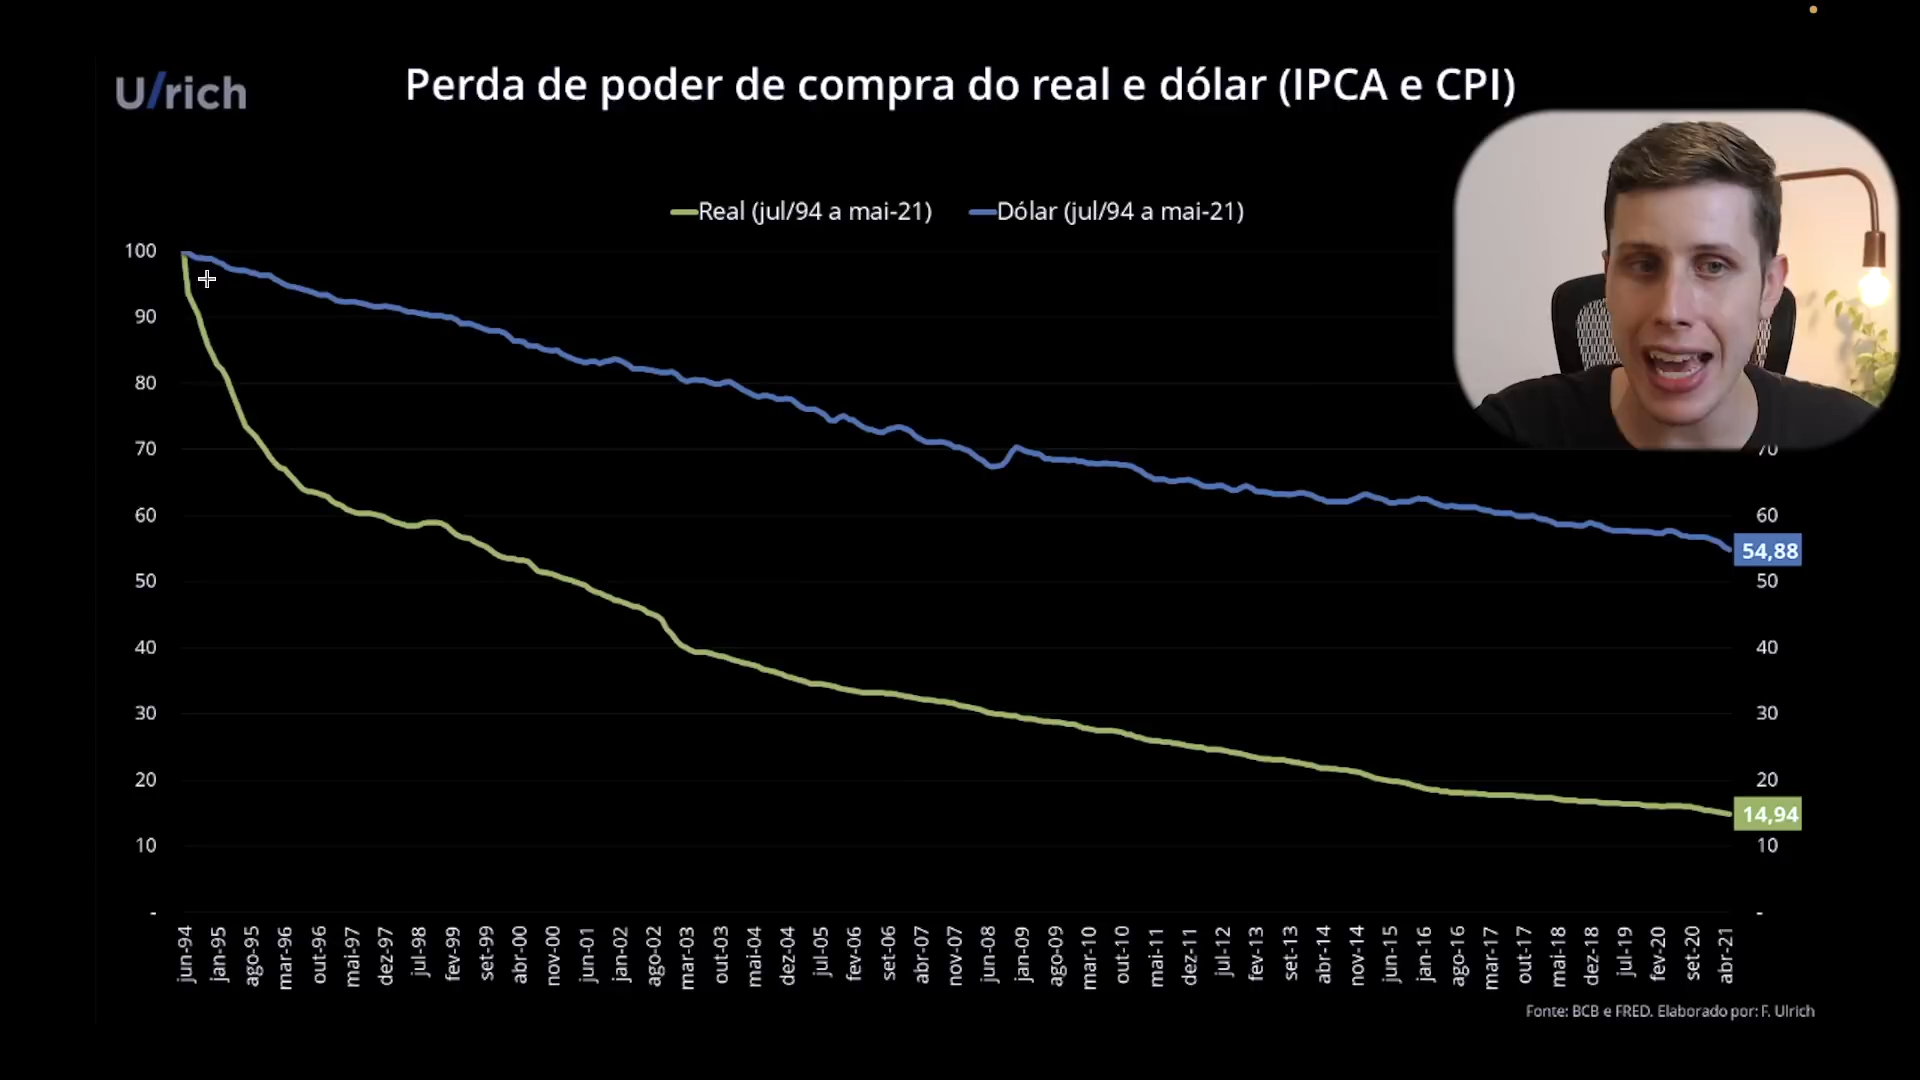 U/rich
Perda de poder de compra do real e dólar (IPCA e CPI)
Real (jul/94 a mai-21) Dólar (jul/94 a mai-21)
100
90
80
70 70
60 60
54,88
50 50
40 40
30 30
20 20
14,94
10 10
- -
jun-94 jan-95 ago-95 mar-96 out-96 mai-97 dez-97 jul-98 fev-99 set-99 abr-00 nov-00 jun-01 jan-02 ago-02 mar-03 out-03 mai-04 dez-04 jul-05 fev-06 set-06 abr-07 nov-07 jun-08 jan-09 ago-09 mar-10 out-10 mai-11 dez-11 jul-12 fev-13 set-13 abr-14 nov-14 jun-15 jan-16 ago-16 mar-17 out-17 mai-18 dez-18 jul-19 fev-20 set-20 abr-21
Fonte: BCB e FRED. Elaborado por: F. Ulrich